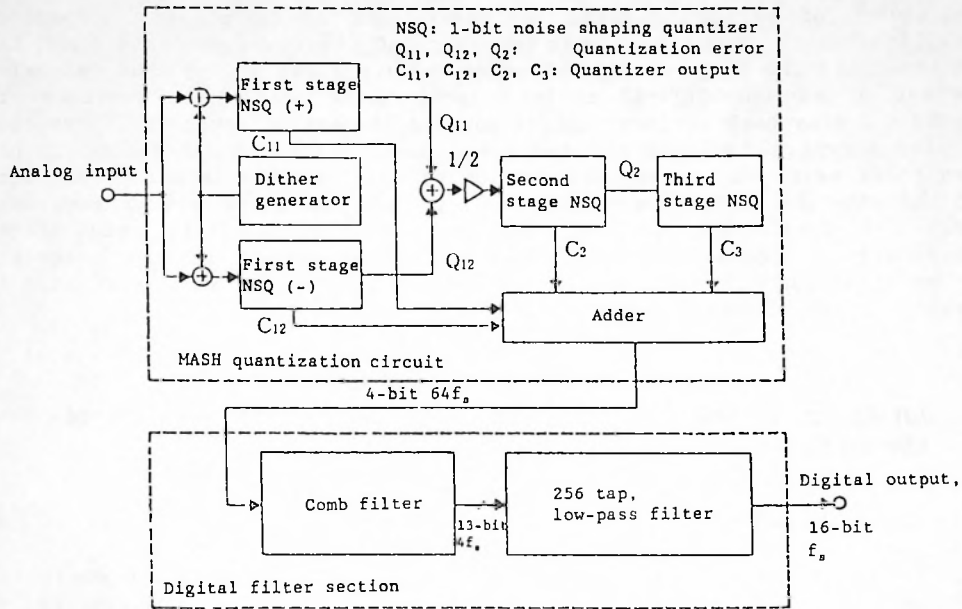 NSQ: 1-bit noise shaping quantizer
Q₁₁, Q₁₂, Q₂: Quantization error
C₁₁, C₁₂, C₂, C₃: Quantizer output
First stage
NSQ (+)
Q₁₁
C₁₁
1/2
Analog input
Dither
generator
Second
stage NSQ
Q₂
Third
stage NSQ
First stage
NSQ (-)
Q₁₂
C₂
C₃
C₁₂
Adder
MASH quantization circuit
4-bit 64fₛ
Comb filter
13-bit
4fₛ
256 tap,
low-pass filter
Digital output,
16-bit
fₛ
Digital filter section